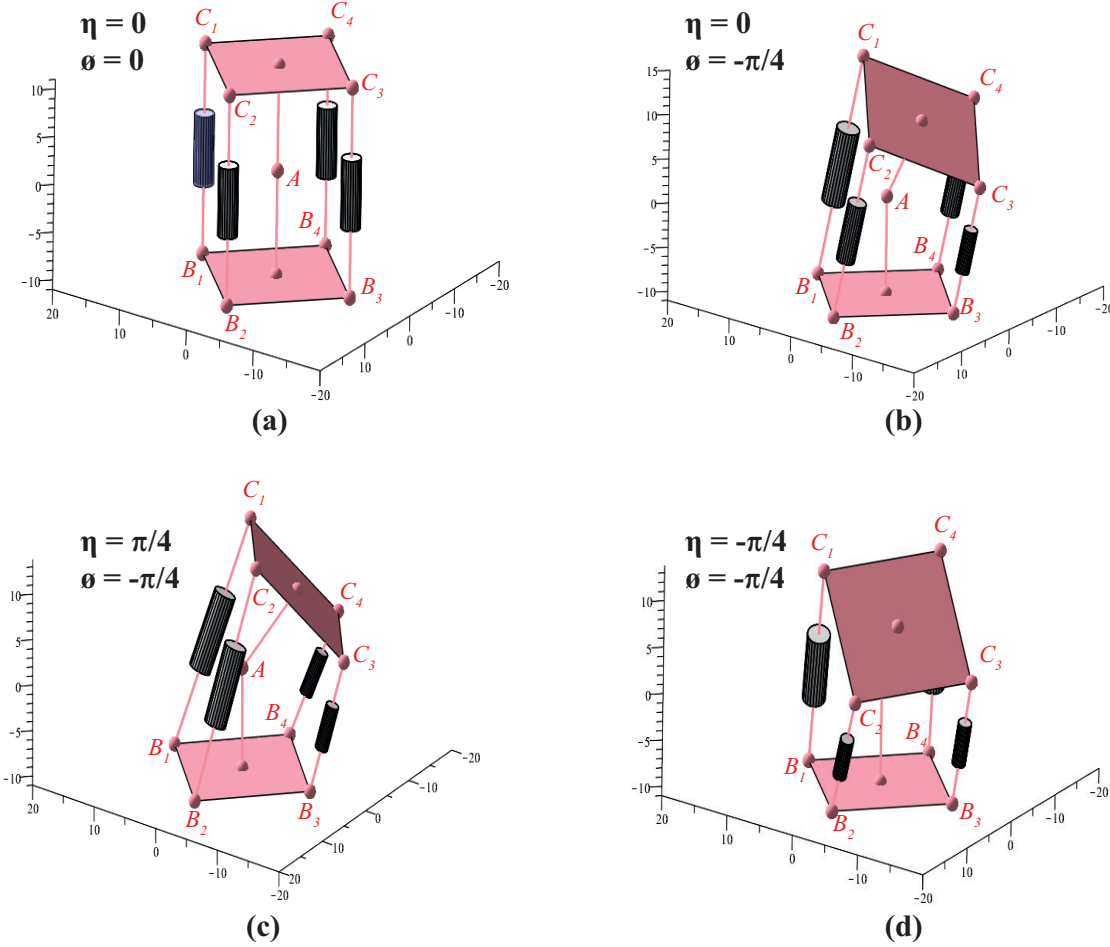 η = 0
ø = 0
C₁
C₄
C₂
C₃
A
B₁
B₄
B₂
B₃
10
5
0
−5
−10
20
10
0
−10
−20
10
0
−10
−20
(a)
η = 0
ø = -π/4
C₁
C₄
C₂
C₃
A
B₁
B₄
B₂
B₃
15
10
5
0
−5
−10
20
10
0
−10
−20
10
0
−10
−20
(b)
η = π/4
ø = -π/4
C₁
C₂
C₄
C₃
A
B₁
B₄
B₂
B₃
10
5
0
−5
−10
20
10
0
−10
−20
20
10
0
−10
−20
(c)
η = -π/4
ø = -π/4
C₁
C₄
C₂
C₃
B₁
B₄
B₂
B₃
10
5
0
−5
−10
20
10
0
−10
−20
10
0
−10
−20
(d)